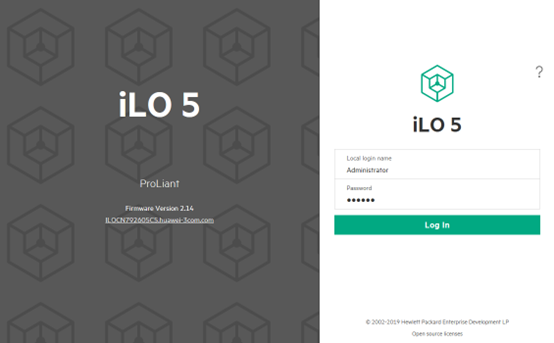 iLO 5
ProLiant
Firmware Version 2.14
ILOCN792605C5.huawei-3com.com
?
iLO 5
Local login name
Administrator
Password
••••••
Log In
© 2002-2019 Hewlett Packard Enterprise Development LP
Open source licenses